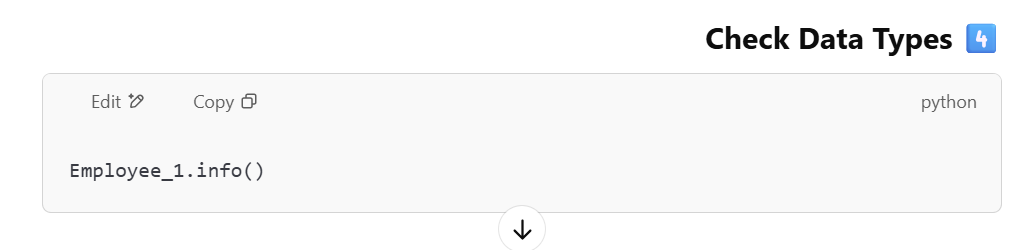 Check Data Types 4️⃣
Edit Copy python
Employee_1.info()